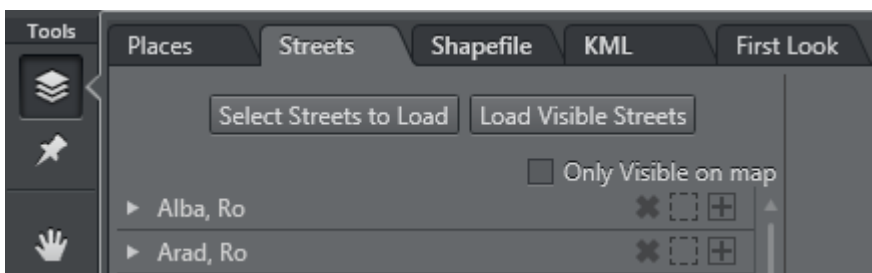 Tools
Places Streets Shapefile KML First Look
Select Streets to Load Load Visible Streets
Only Visible on map
Alba, Ro
Arad, Ro